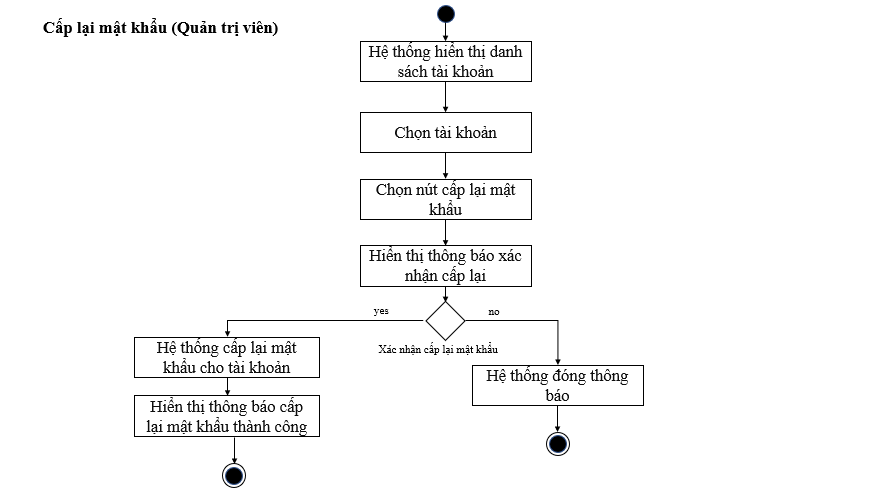 Cấp lại mật khẩu (Quản trị viên)
Hệ thống hiển thị danh
sách tài khoản
Chọn tài khoản
Chọn nút cấp lại mật
khẩu
Hiển thị thông báo xác
nhận cấp lại
yes
no
Xác nhận cấp lại mật khẩu
Hệ thống cấp lại mật
khẩu cho tài khoản
Hệ thống đóng thông
báo
Hiển thị thông báo cấp
lại mật khẩu thành công